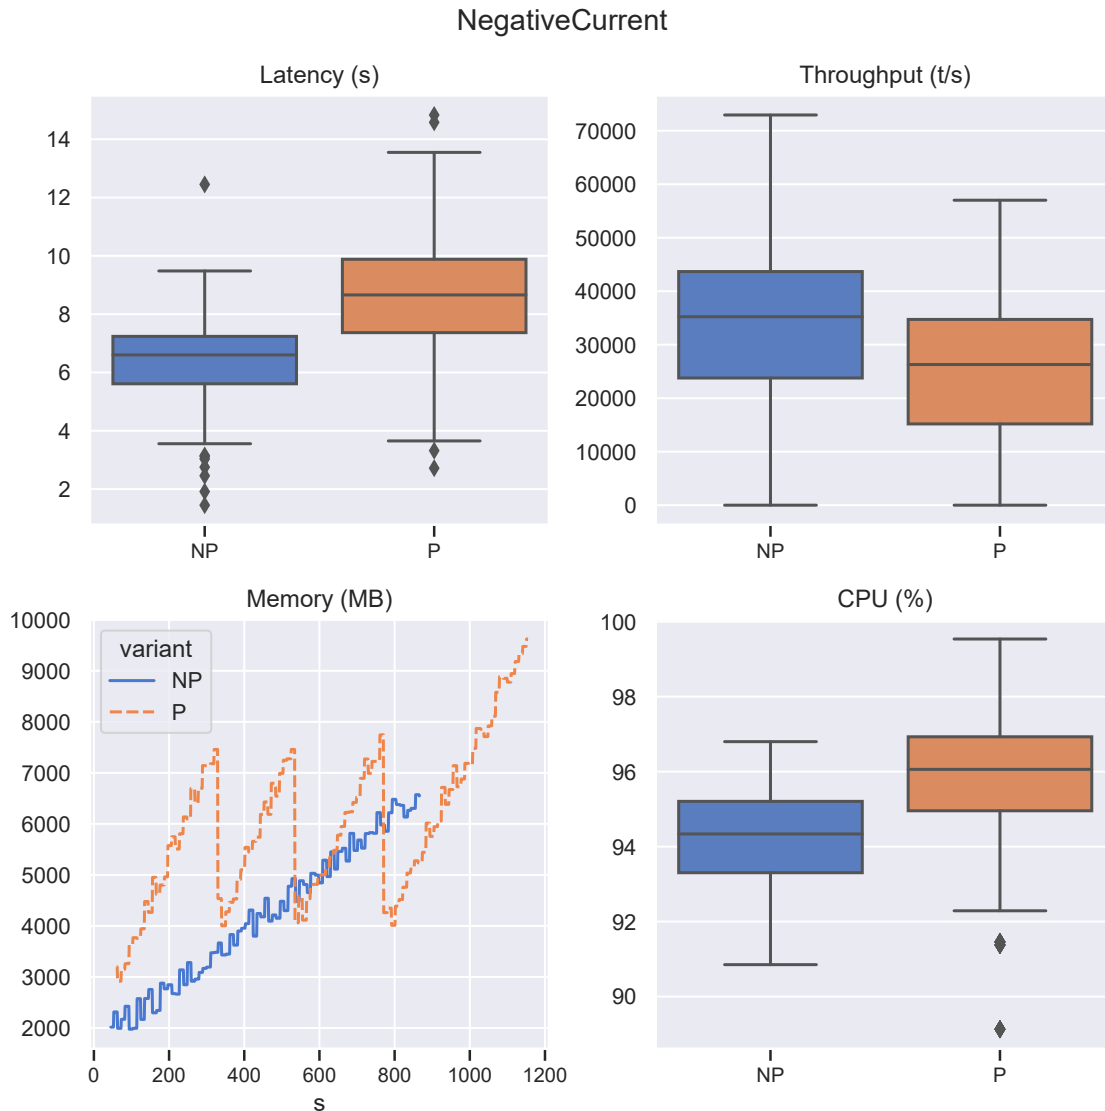 NegativeCurrent
Latency (s)
14
12
10
8
6
4
2
NP P
Throughput (t/s)
70000
60000
50000
40000
30000
20000
10000
0
NP P
Memory (MB)
10000
9000
8000
7000
6000
5000
4000
3000
2000
variant
NP
P
0 200 400 600 800 1000 1200
s
CPU (%)
100
98
96
94
92
90
NP P